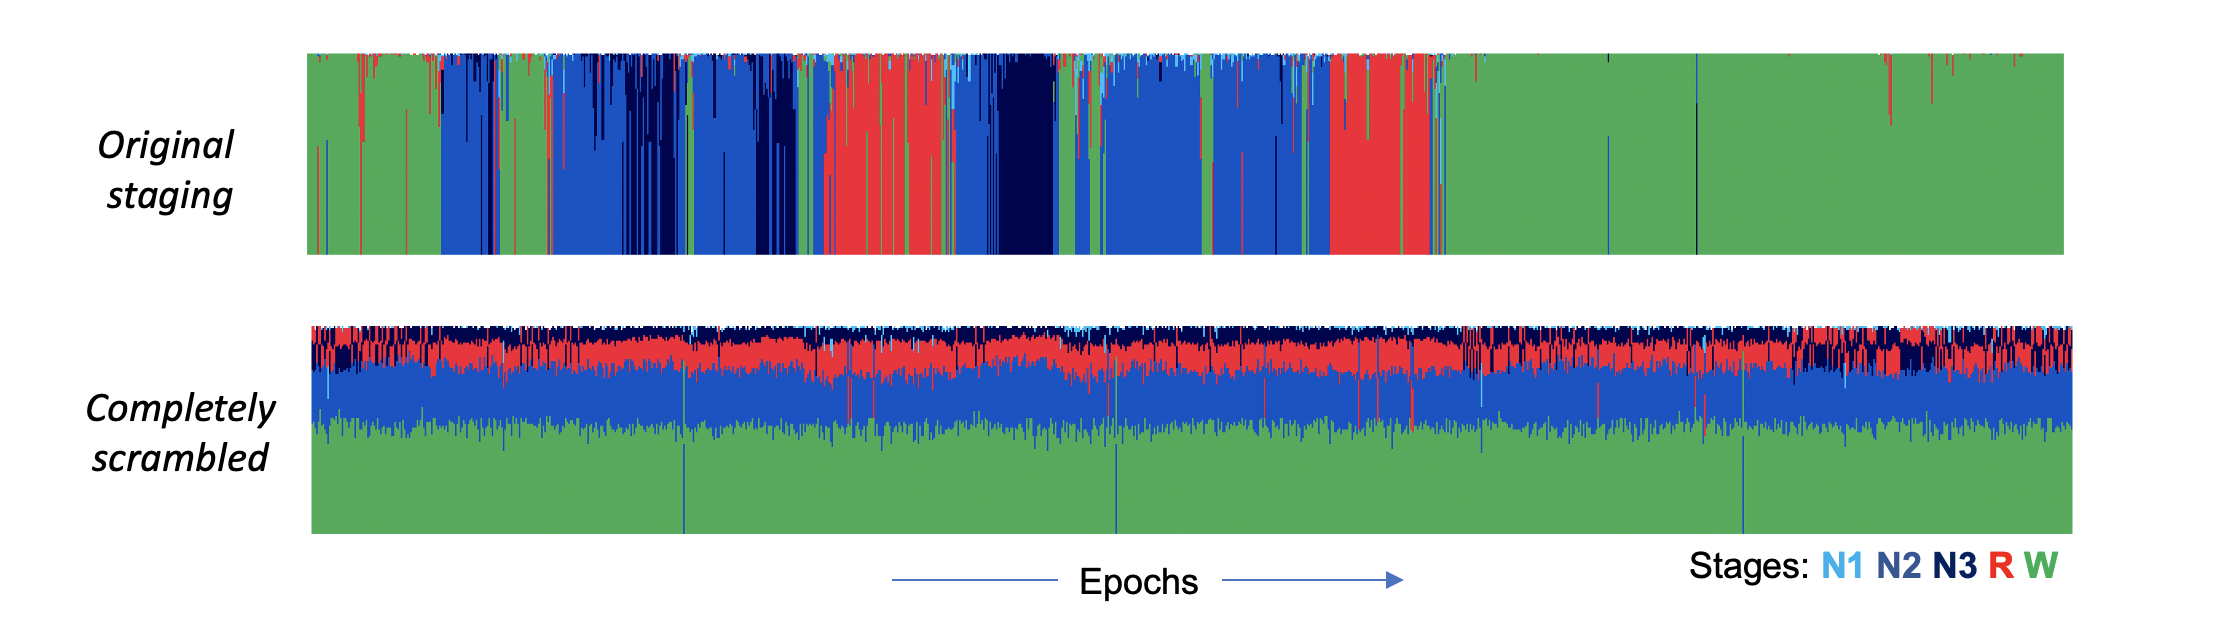 Original
staging
Completely
scrambled
Epochs
Stages: N1 N2 N3 R W